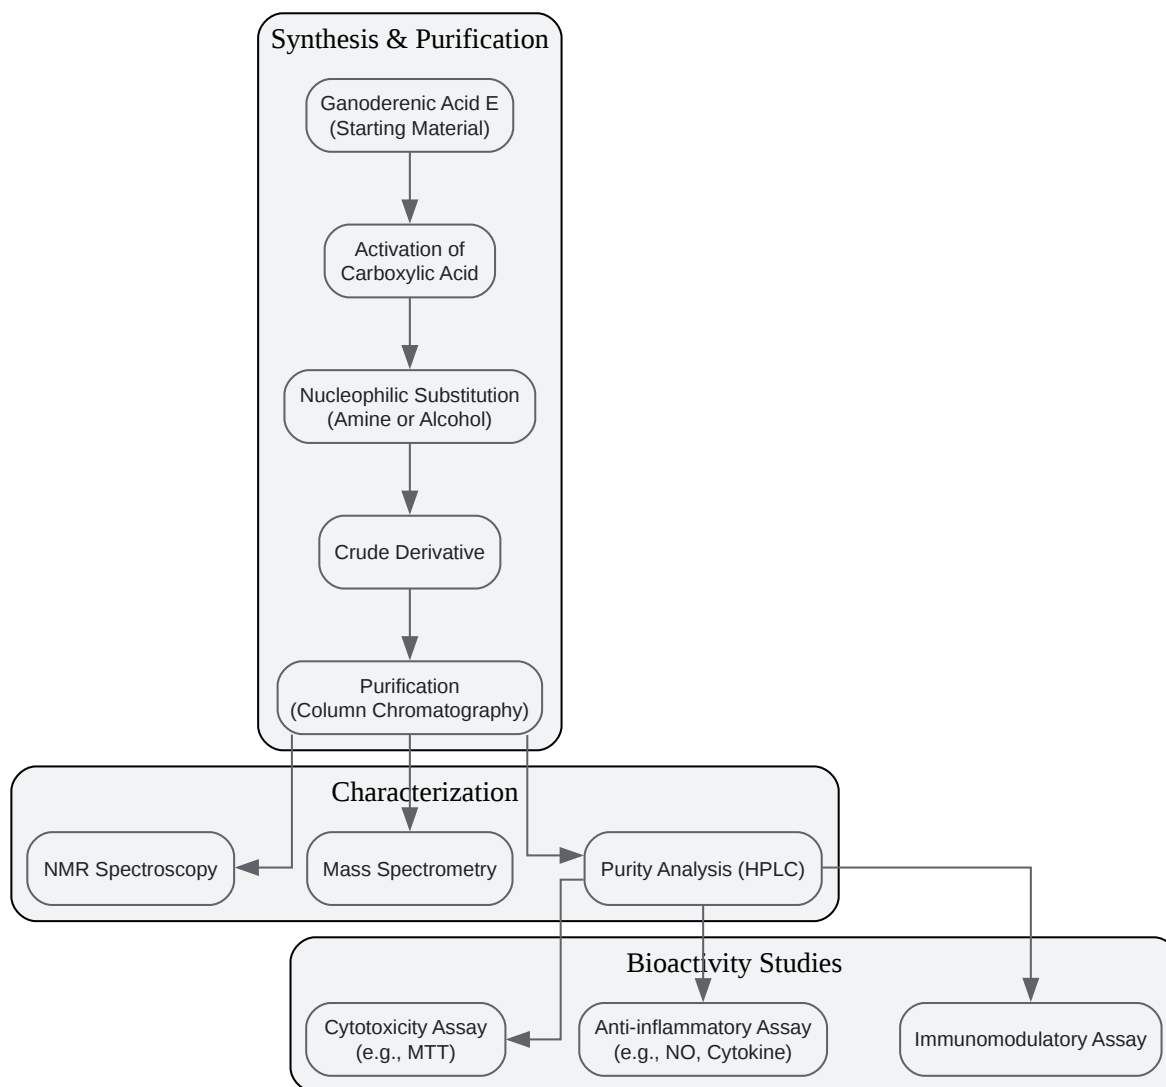 Synthesis & Purification
Ganoderenic Acid E
(Starting Material)
Activation of
Carboxylic Acid
Nucleophilic Substitution
(Amine or Alcohol)
Crude Derivative
Purification
(Column Chromatography)
Characterization
NMR Spectroscopy
Mass Spectrometry
Purity Analysis (HPLC)
Bioactivity Studies
Cytotoxicity Assay
(e.g., MTT)
Anti-inflammatory Assay
(e.g., NO, Cytokine)
Immunomodulatory Assay